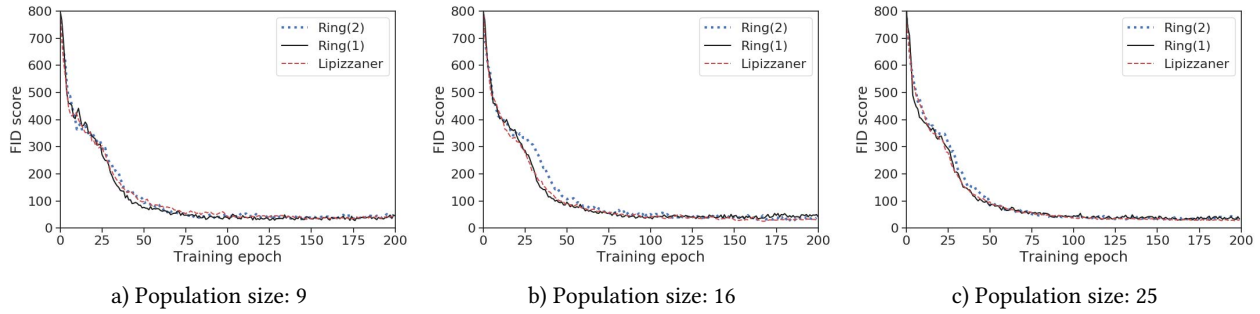 800
700
600
500
400
300
200
100
0
FID score
0 25 50 75 100 125 150 175 200
Training epoch
Ring(2)
Ring(1)
Lipizzaner
a) Population size: 9
800
700
600
500
400
300
200
100
0
FID score
0 25 50 75 100 125 150 175 200
Training epoch
Ring(2)
Ring(1)
Lipizzaner
b) Population size: 16
800
700
600
500
400
300
200
100
0
FID score
0 25 50 75 100 125 150 175 200
Training epoch
Ring(2)
Ring(1)
Lipizzaner
c) Population size: 25